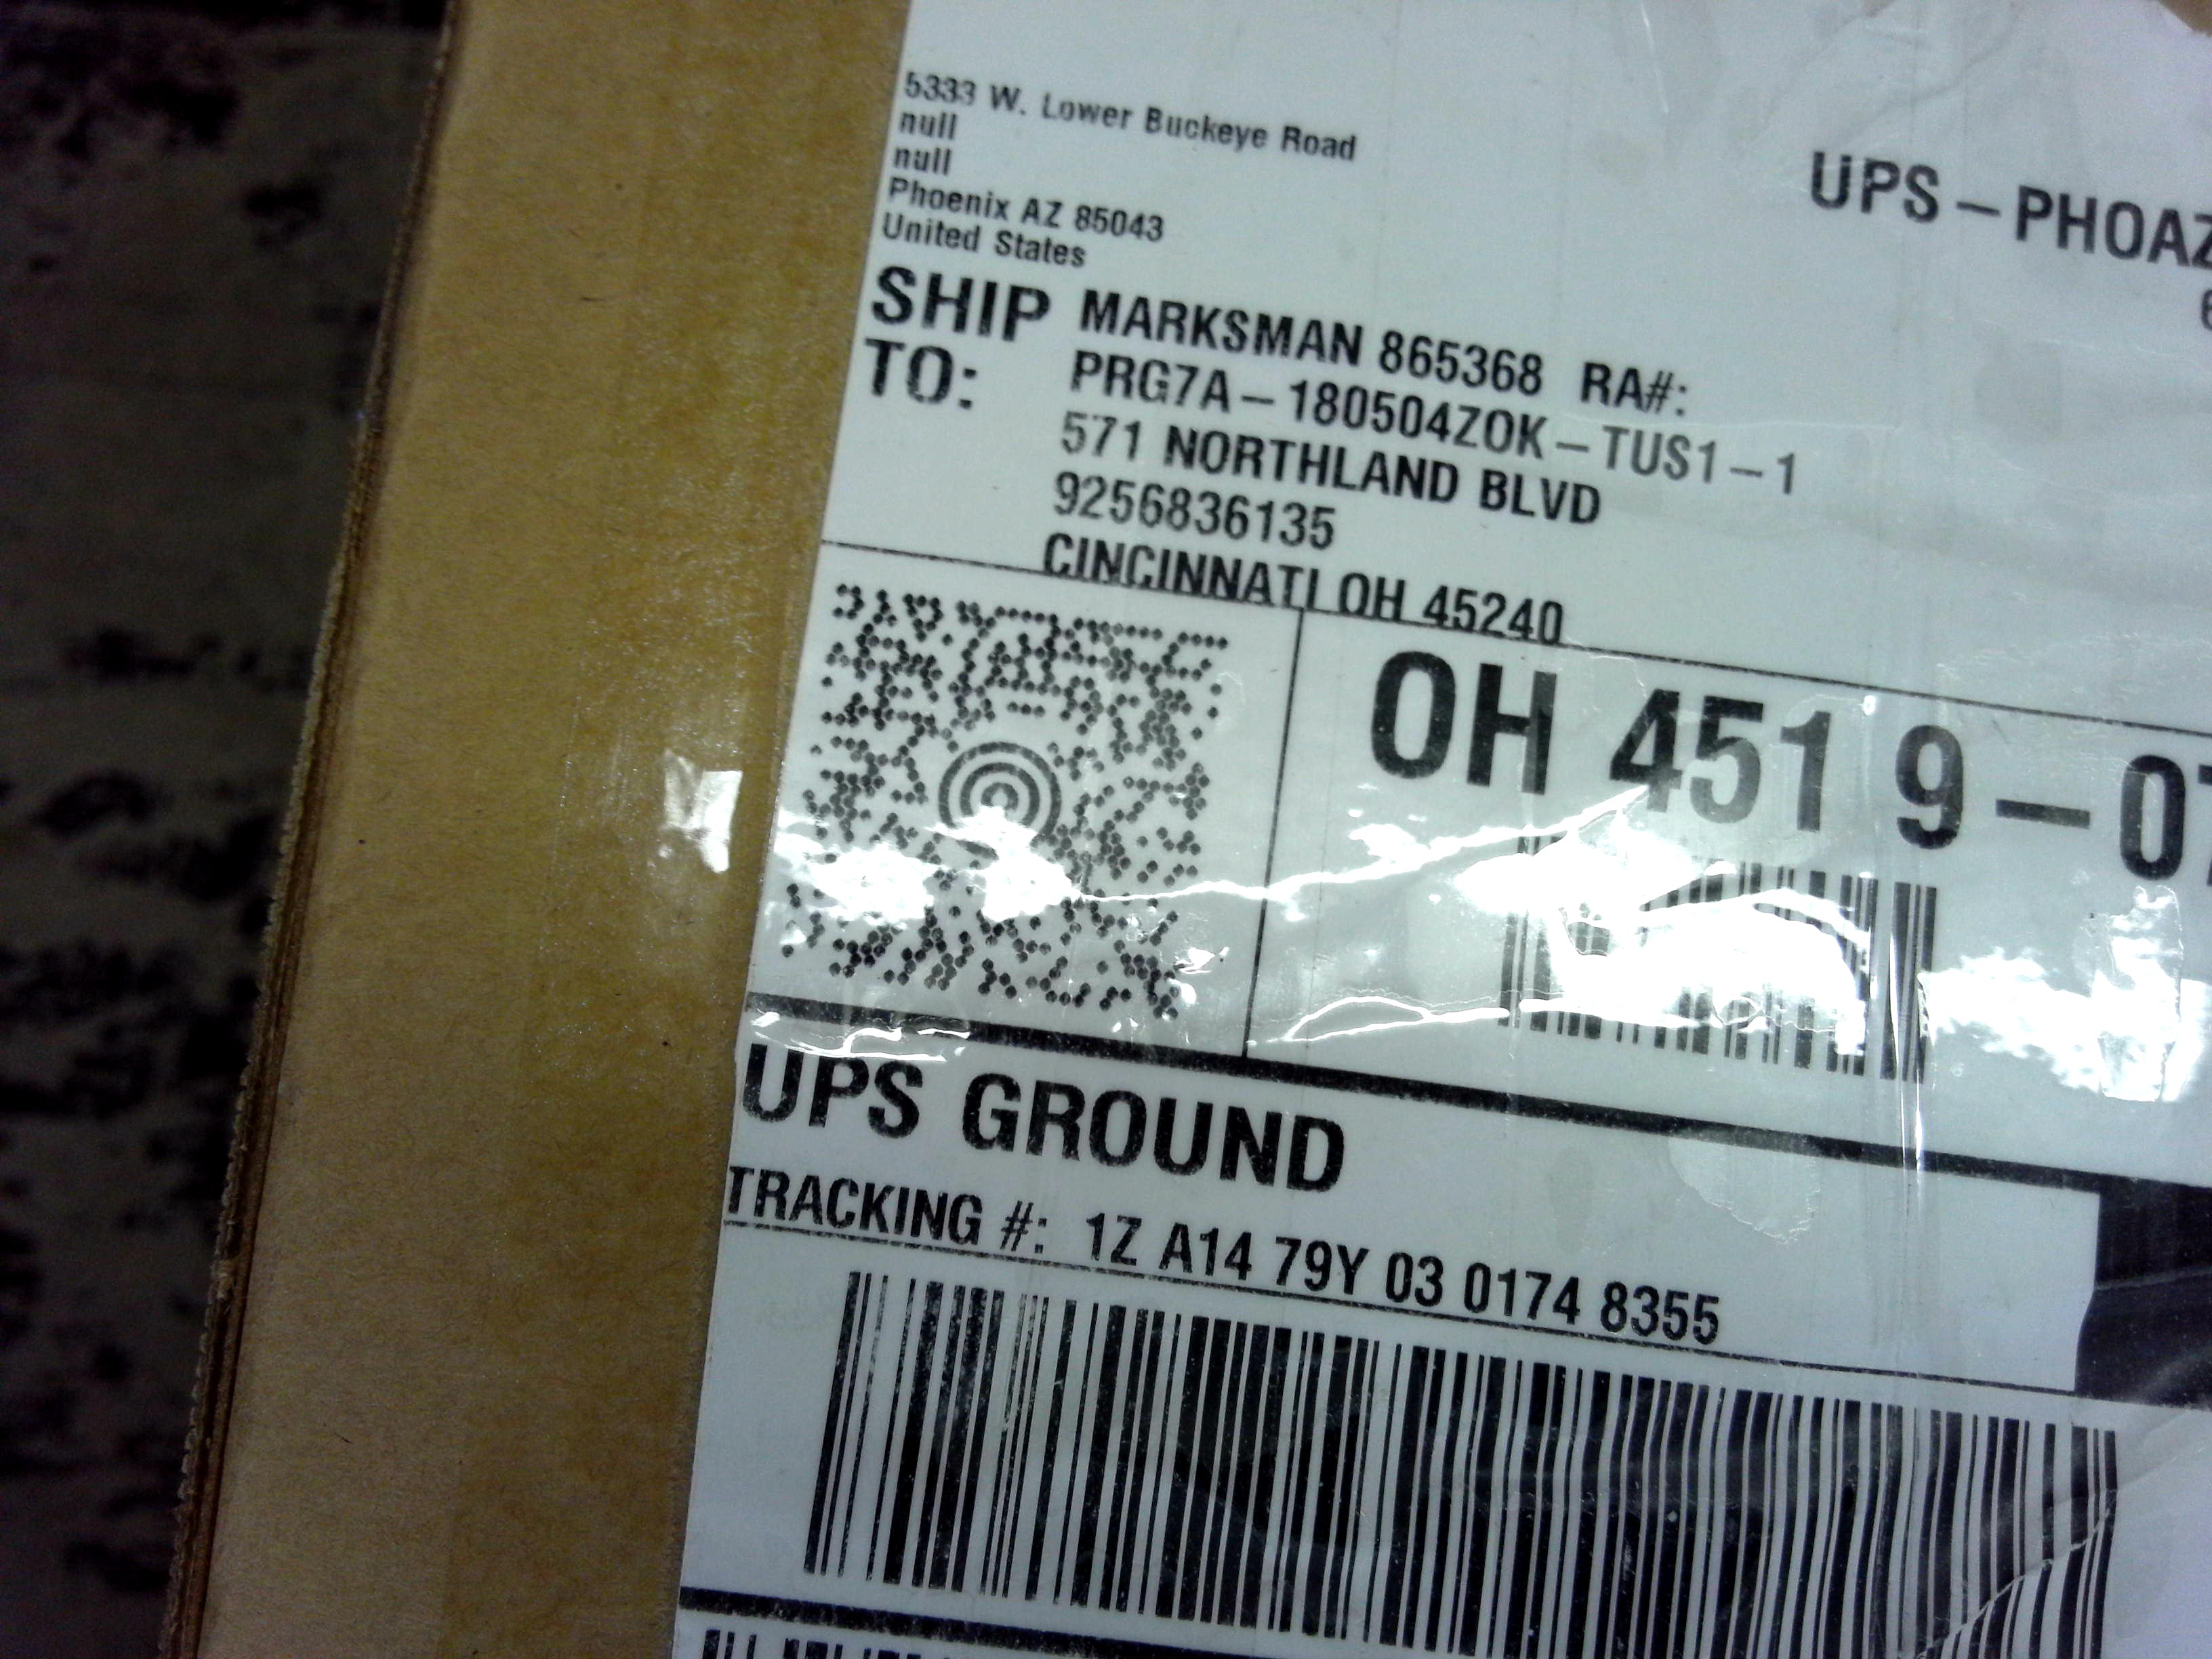 5333 W. Lower Buckeye Road
null
null
Phoenix AZ 85043
United States
UPS - PHOAZ
SHIP TO:
MARKSMAN 865368 RA#:
PRG7A - 180504ZOK - TUS1 - 1
571 NORTHLAND BLVD
9256836135
CINCINNATI OH 45240
OH 451 9 - 0
UPS GROUND
TRACKING #: 1Z A14 79Y 03 0174 8355